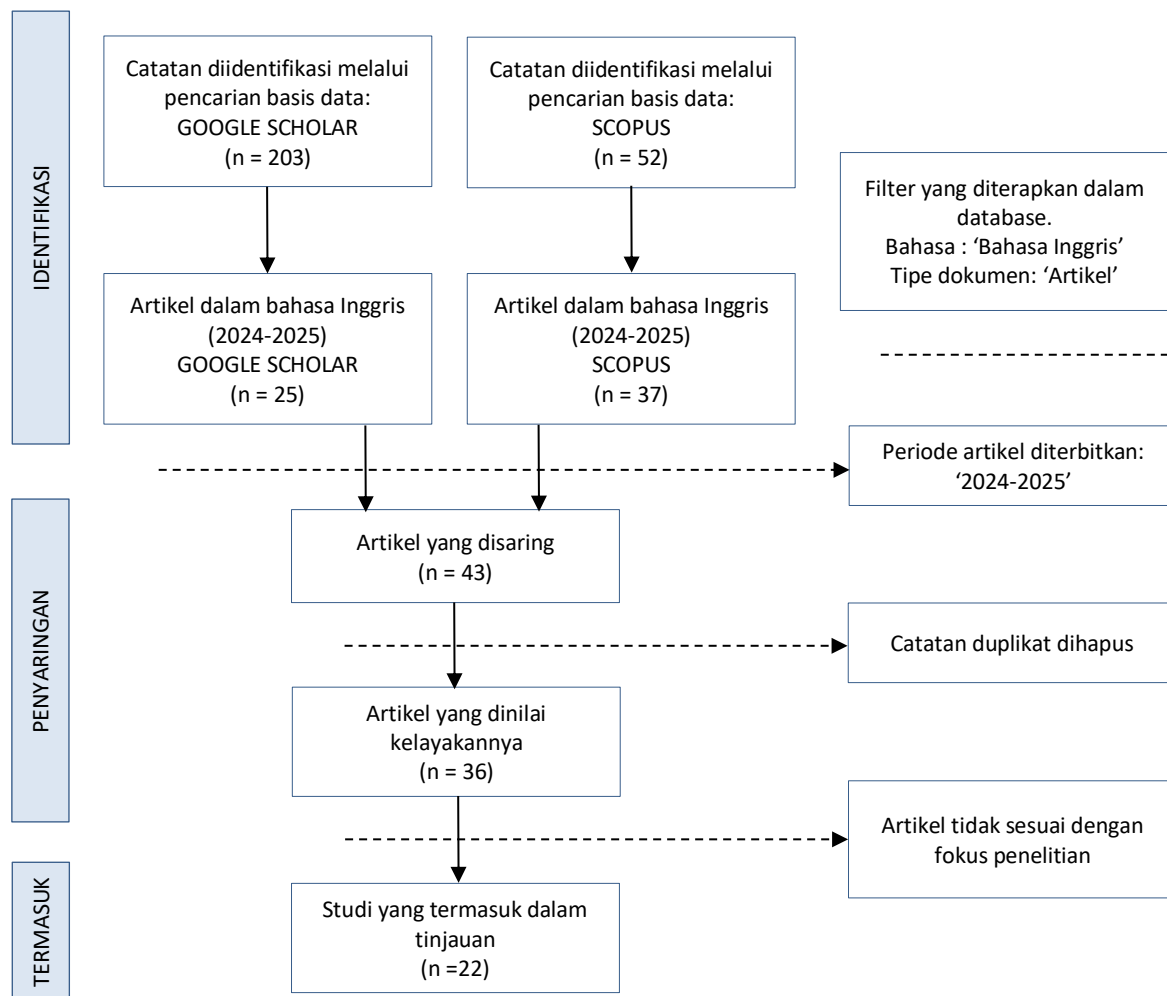 IDENTIFIKASI
Catatan diidentifikasi melalui
pencarian basis data:
GOOGLE SCHOLAR
(n = 203)
Catatan diidentifikasi melalui
pencarian basis data:
SCOPUS
(n = 52)
Filter yang diterapkan dalam
database.
Bahasa : ‘Bahasa Inggris’
Tipe dokumen: ‘Artikel’
Artikel dalam bahasa Inggris
(2024-2025)
GOOGLE SCHOLAR
(n = 25)
Artikel dalam bahasa Inggris
(2024-2025)
SCOPUS
(n = 37)
Periode artikel diterbitkan:
‘2024-2025’
PENYARINGAN
Artikel yang disaring
(n = 43)
Catatan duplikat dihapus
Artikel yang dinilai
kelayakannya
(n = 36)
Artikel tidak sesuai dengan
fokus penelitian
TERMASUK
Studi yang termasuk dalam
tinjauan
(n =22)